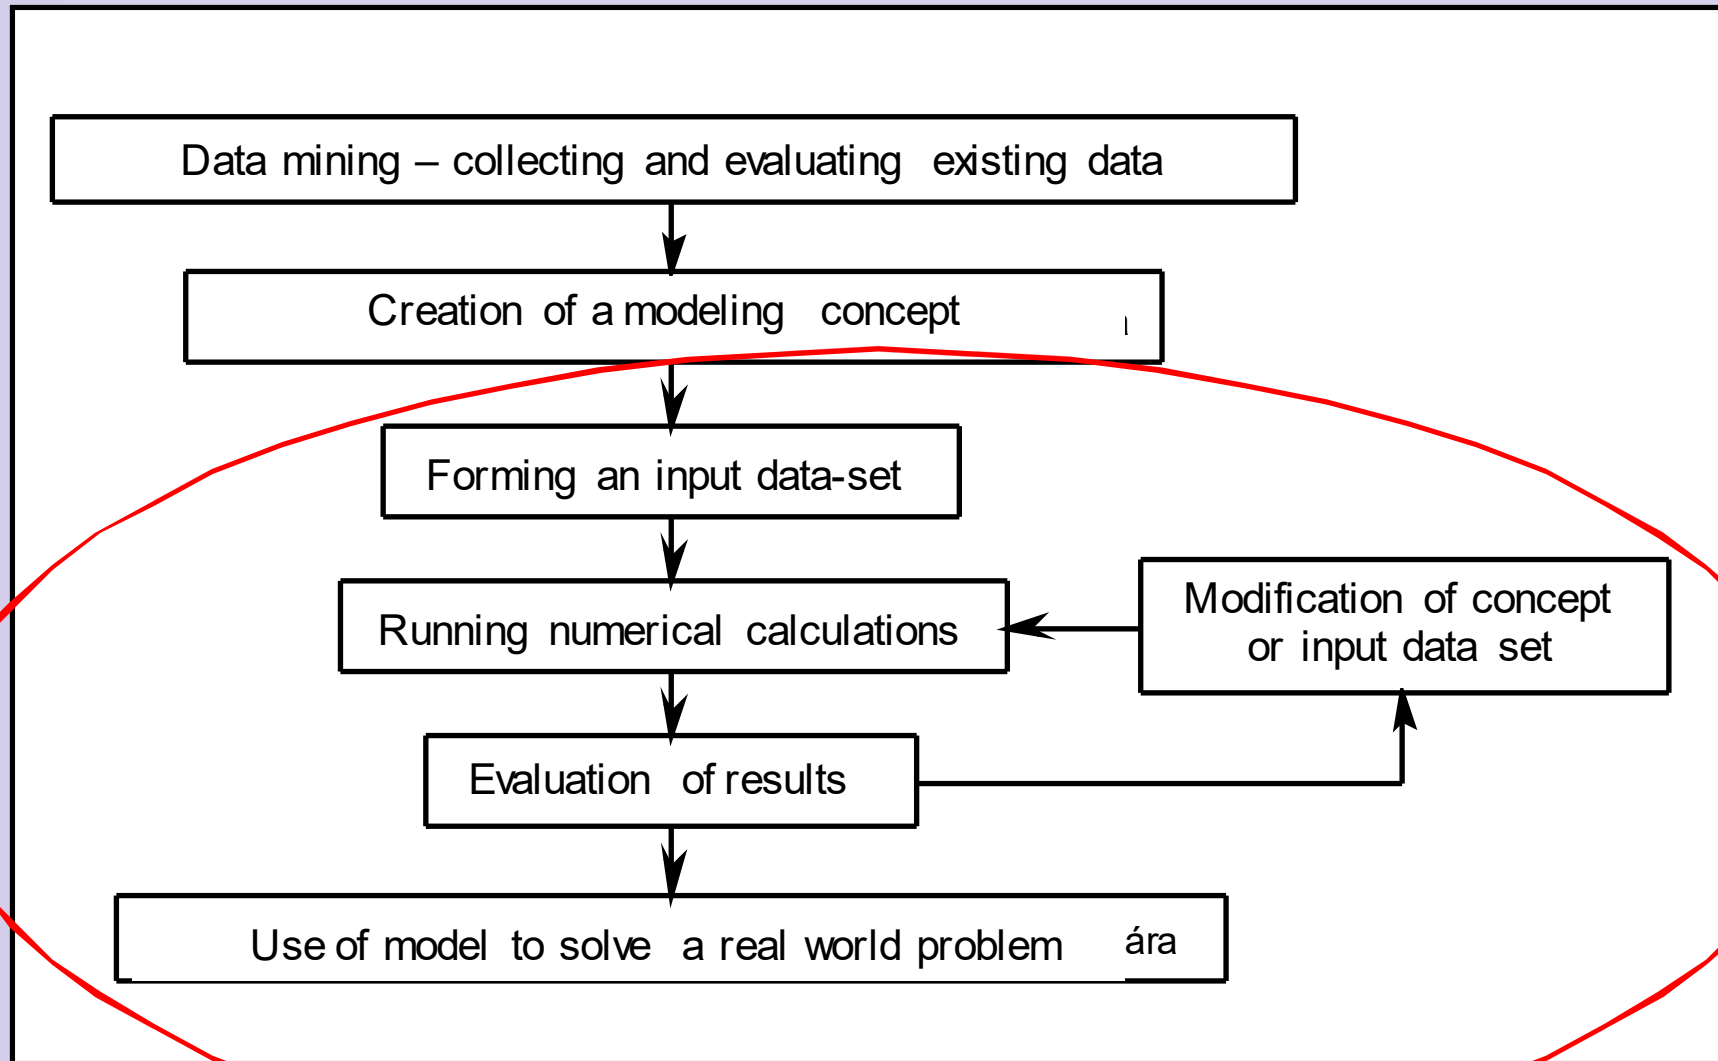 Data mining – collecting and evaluating existing data
Creation of a modeling concept
Forming an input data-set
Running numerical calculations
Modification of concept
or input data set
Evaluation of results
Use of model to solve a real world problem ára